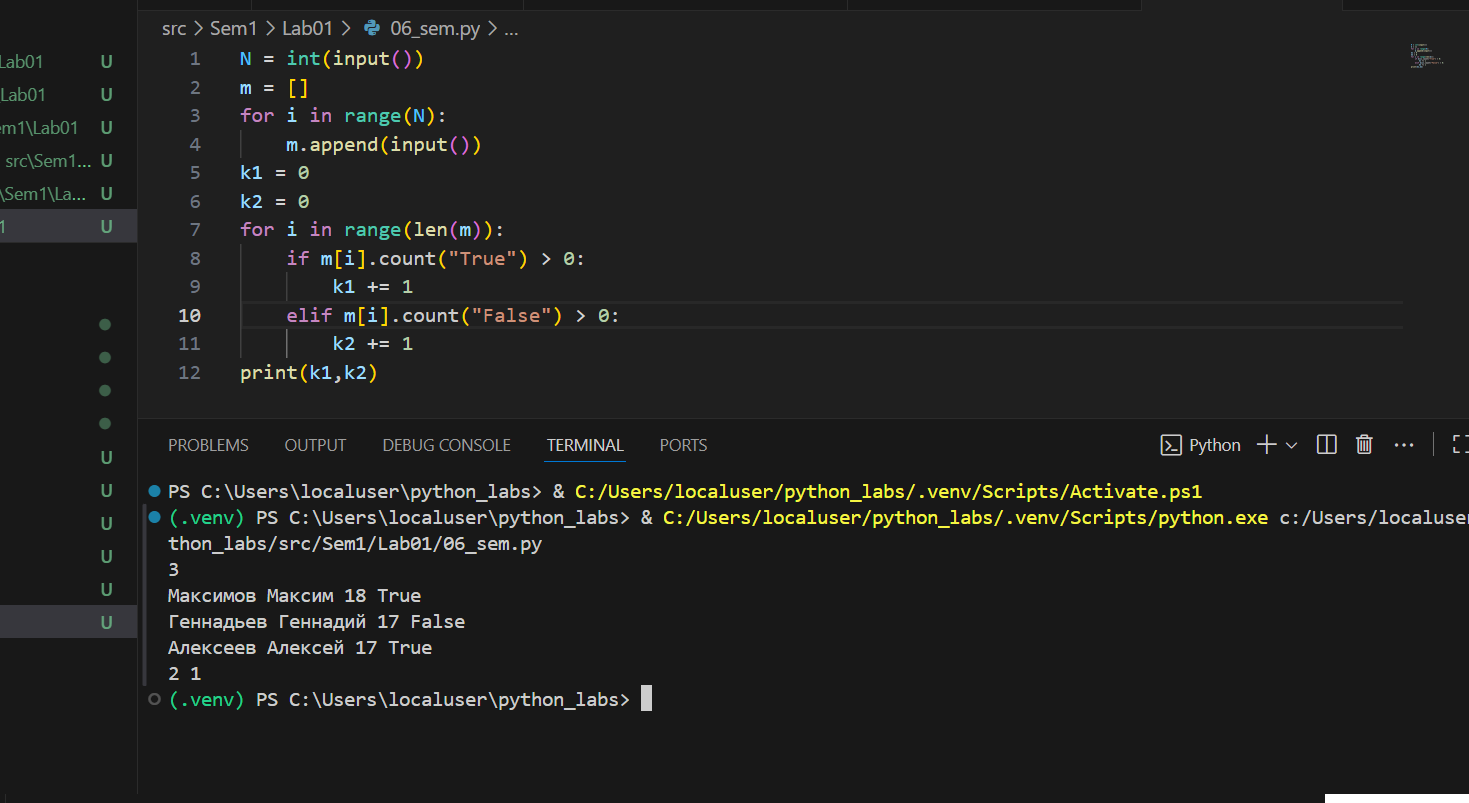 src > Sem1 > Lab01 > 06_sem.py > ...
Lab01 U
Lab01 U
em1\Lab01 U
src\Sem1... U
\Sem1\La... U
1 U
U
U
U
U
U
U
1 N = int(input())
2 m = []
3 for i in range(N):
4 m.append(input())
5 k1 = 0
6 k2 = 0
7 for i in range(len(m)):
8 if m[i].count("True") > 0:
9 k1 += 1
10 elif m[i].count("False") > 0:
11 k2 += 1
12 print(k1,k2)
PROBLEMS OUTPUT DEBUG CONSOLE TERMINAL PORTS Python
PS C:\Users\localuser\python_labs> & C:/Users/localuser/python_labs/.venv/Scripts/Activate.ps1
(.venv) PS C:\Users\localuser\python_labs> & C:/Users/localuser/python_labs/.venv/Scripts/python.exe c:/Users/localuser
thon_labs/src/Sem1/Lab01/06_sem.py
3
Максимов Максим 18 True
Геннадьев Геннадий 17 False
Алексеев Алексей 17 True
2 1
(.venv) PS C:\Users\localuser\python_labs>